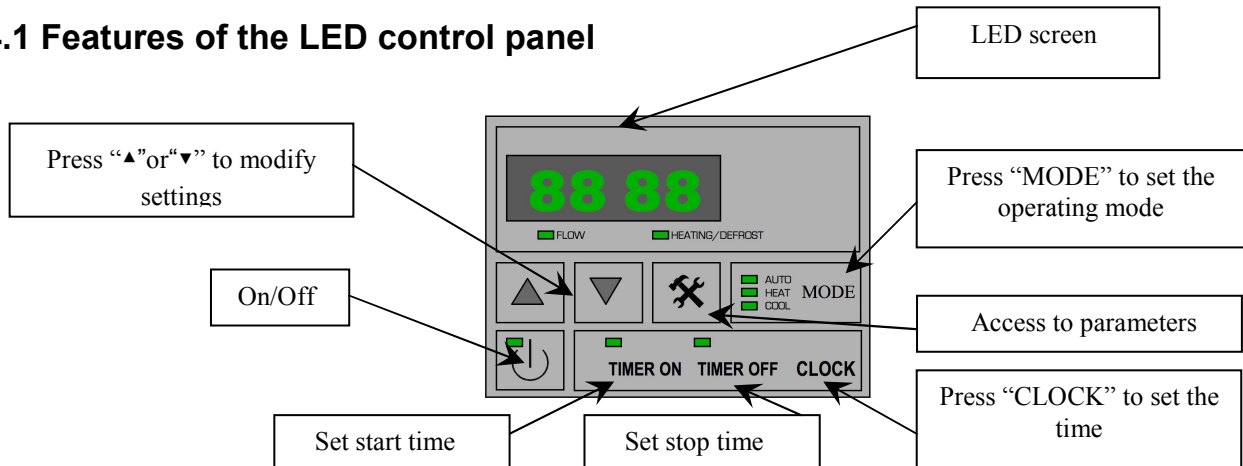 .1 Features of the LED control panel
LED screen
Press “▲”or“▼” to modify
settings
88 88
Press “MODE” to set the
operating mode
FLOW
HEATING/DEFROST
On/Off
AUTO
HEAT
COOL
MODE
Access to parameters
TIMER ON
TIMER OFF
CLOCK
Press “CLOCK” to set the
time
Set start time
Set stop time